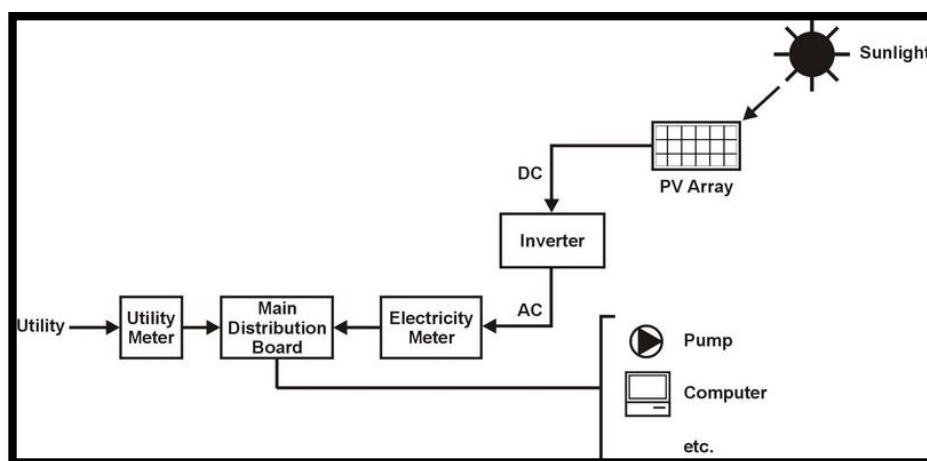 Sunlight
PV Array
DC
Inverter
AC
Utility
Utility
Meter
Main
Distribution
Board
Electricity
Meter
Pump
Computer
etc.